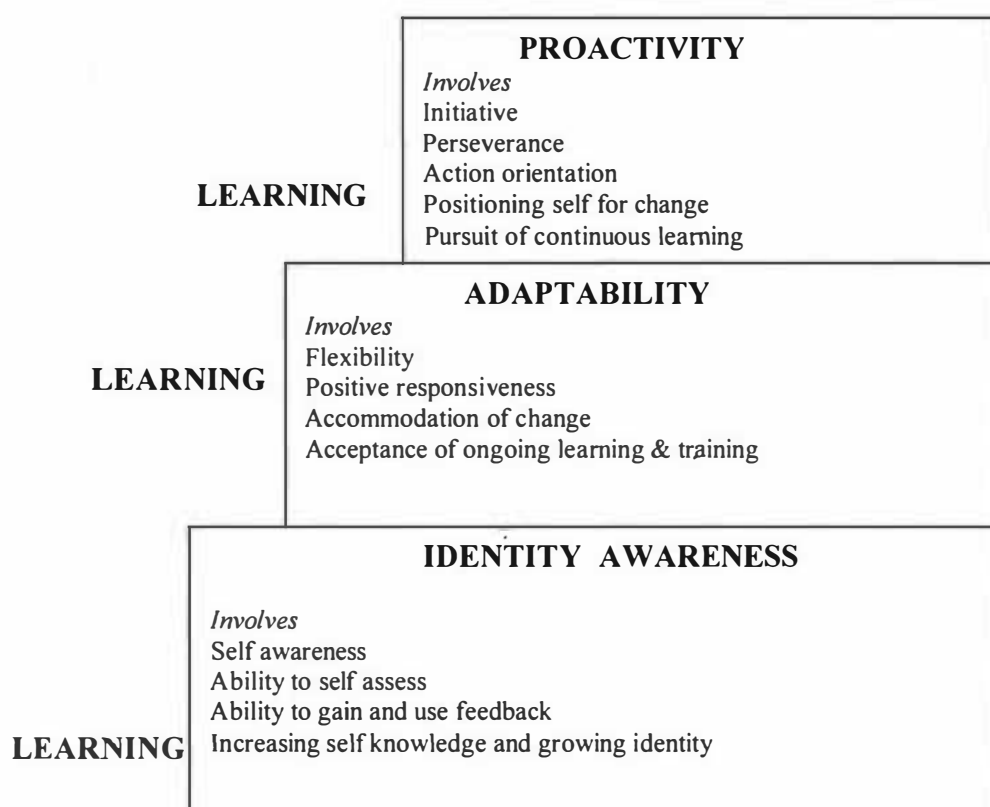 PROACTIVITY
Involves
Initiative
Perseverance
Action orientation
LEARNING
Positioning self for change
Pursuit of continuous learning
ADAPTABILITY
Involves
Flexibility
LEARNING
Positive responsiveness
Accommodation of change
Acceptance of ongoing learning & training
IDENTITY AWARENESS
Involves
Self awareness
Ability to self assess
Ability to gain and use feedback
LEARNING
Increasing self knowledge and growing identity